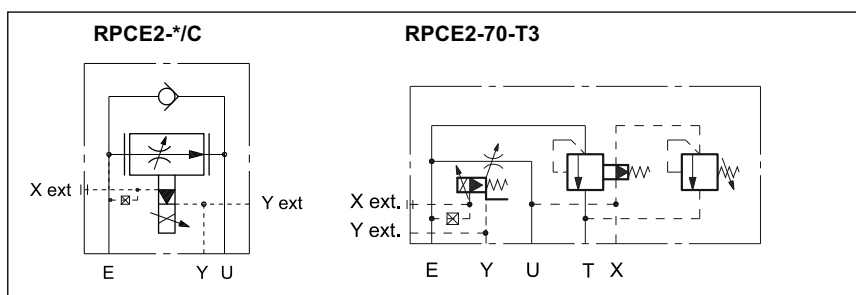 RPCE2-*/C
RPCE2-70-T3
X ext
Y ext
E Y U
X ext.
Y ext.
E Y U T X